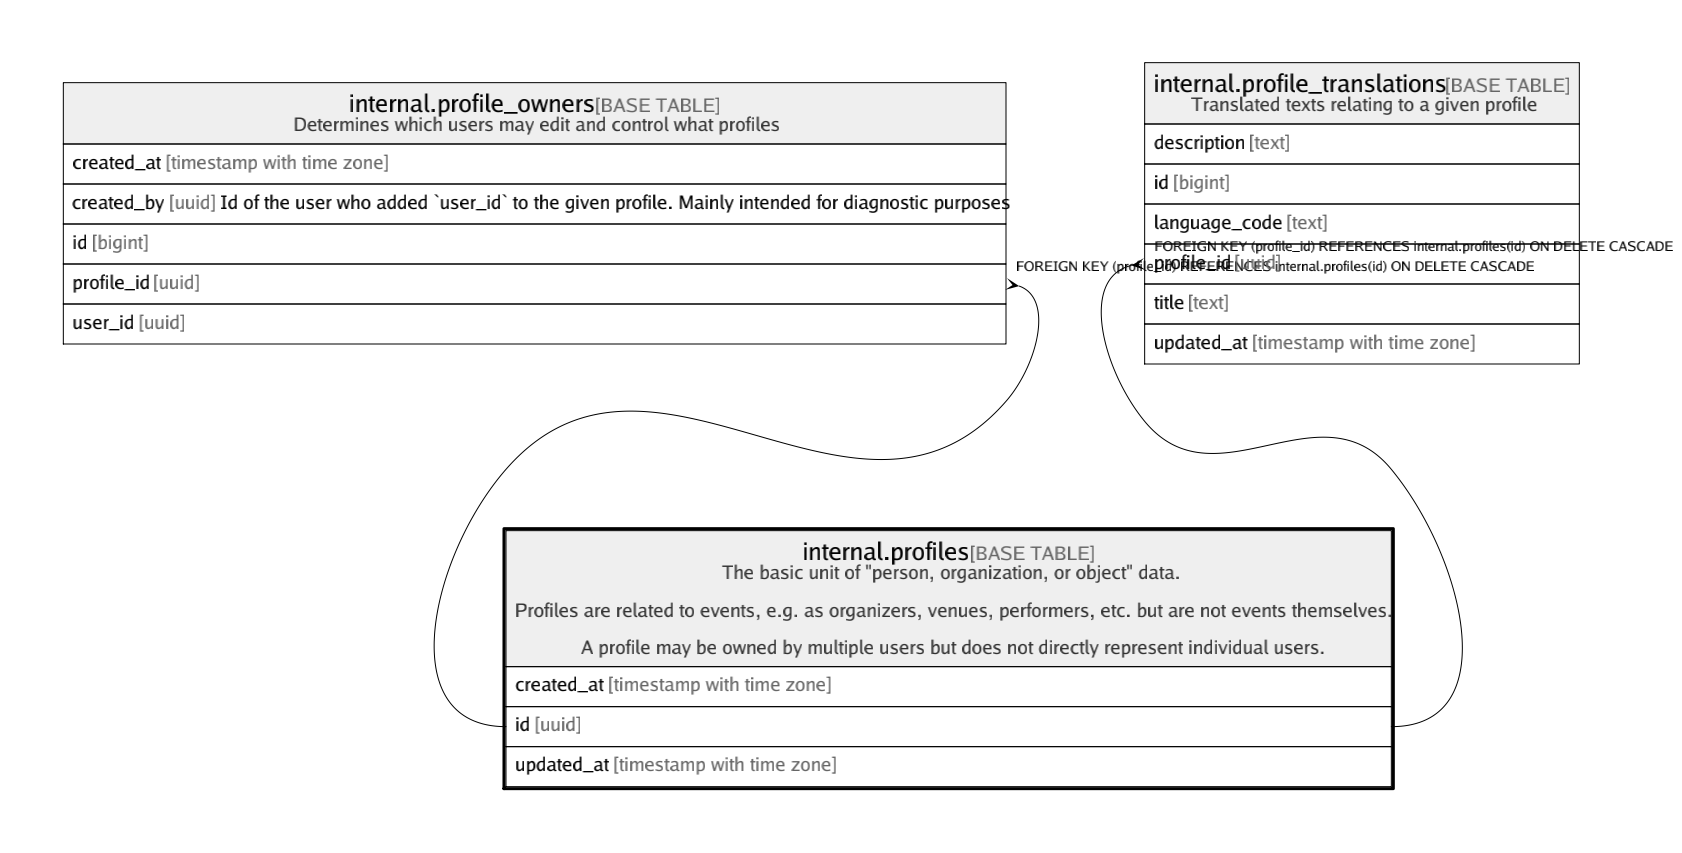 internal.profile_owners[BASE TABLE]
Determines which users may edit and control what profiles
created_at [timestamp with time zone]
created_by [uuid] Id of the user who added `user_id` to the given profile. Mainly intended for diagnostic purposes
id [bigint]
profile_id [uuid]
user_id [uuid]
internal.profile_translations[BASE TABLE]
Translated texts relating to a given profile
description [text]
id [bigint]
language_code [text]
FOREIGN KEY (profile_id) REFERENCES internal.profiles(id) ON DELETE CASCADE
profile_id [uuid]
FOREIGN KEY (profile_id) REFERENCES internal.profiles(id) ON DELETE CASCADE
title [text]
updated_at [timestamp with time zone]
internal.profiles[BASE TABLE]
The basic unit of "person, organization, or object" data.
Profiles are related to events, e.g. as organizers, venues, performers, etc. but are not events themselves.
A profile may be owned by multiple users but does not directly represent individual users.
created_at [timestamp with time zone]
id [uuid]
updated_at [timestamp with time zone]